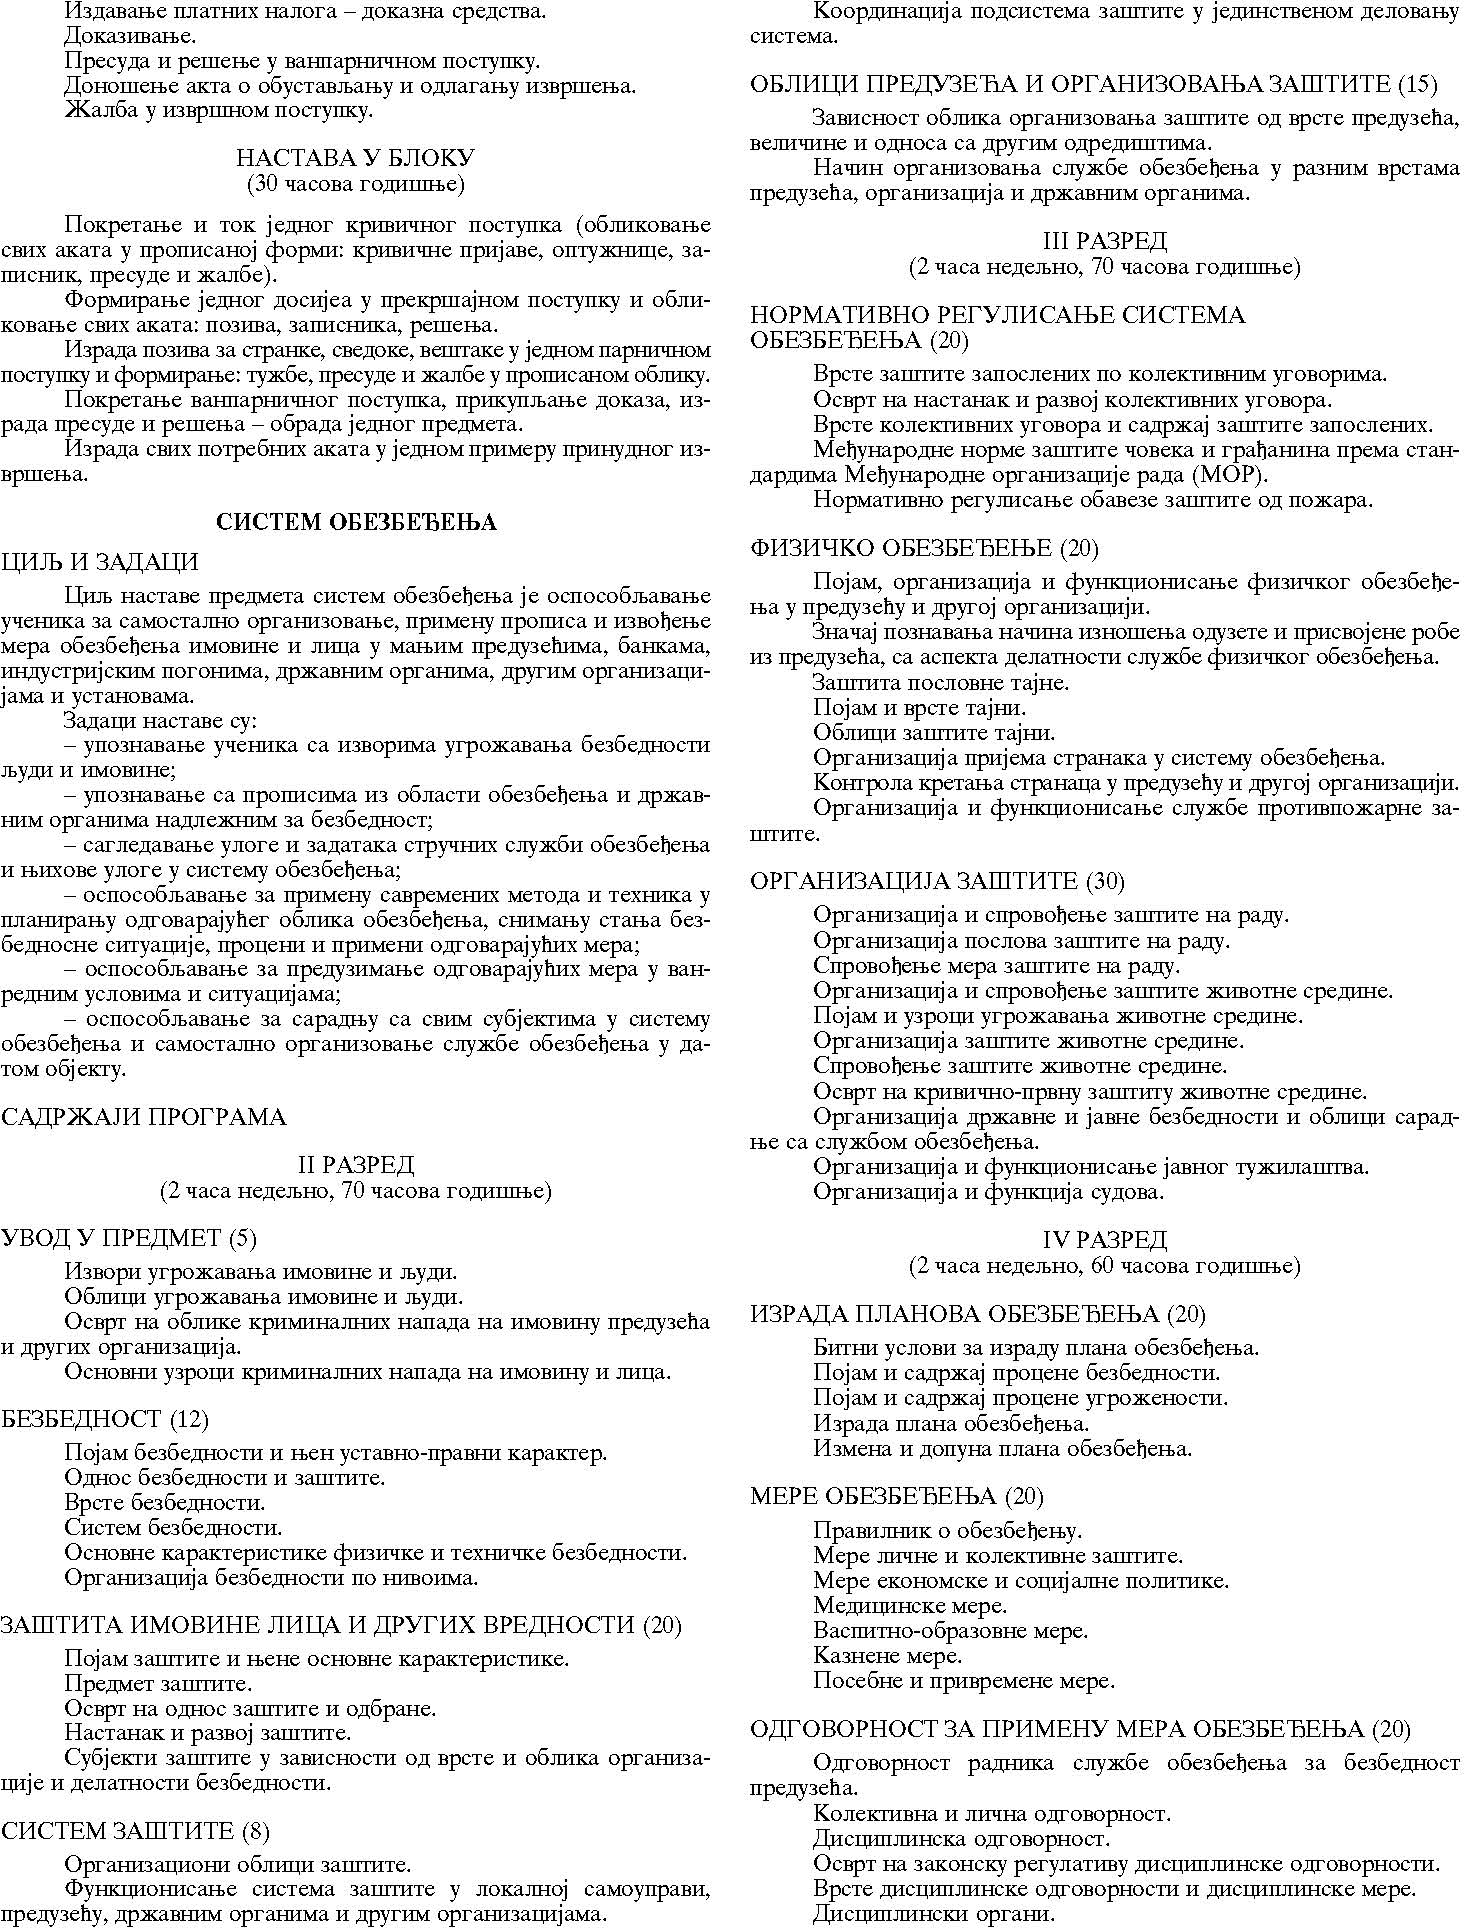 Издавање платних налога – доказна средства.
Доказивање.
Пресуда и решење у ванпарничном поступку.
Доношење акта о обустављању и одлагању извршења.
Жалба у извршном поступку.
НАСТАВА У БЛОКУ
(30 часова годишње)
Покретање и ток једног кривичног поступка (обликовање
свих аката у прописаној форми: кривичне пријаве, оптужнице, за-
писник, пресуде и жалбе).
Формирање једног досијеа у прекршајном поступку и обли-
ковање свих аката: позива, записника, решења.
Израда позива за странке, сведоке, вештаке у једном парничном
поступку и формирање: тужбе, пресуде и жалбе у прописаном облику.
Покретање ванпарничног поступка, прикупљање доказа, из-
рада пресуде и решења – обрада једног предмета.
Израда свих потребних аката у једном примеру принудног из-
вршења.
СИСТЕМ ОБЕЗБЕЂЕЊА
ЦИЉ И ЗАДАЦИ
Циљ наставе предмета систем обезбеђења је оспособљавање
ученика за самостално организовање, примену прописа и извођење
мера обезбеђења имовине и лица у мањим предузећима, банкама,
индустријским погонима, државним органима, другим организаци-
јама и установама.
Задаци наставе су:
– упознавање ученика са изворима угрожавања безбедности
људи и имовине;
– упознавање са прописима из области обезбеђења и држав-
ним органима надлежним за безбедност;
– сагледавање улоге и задатака стручних служби обезбеђења
и њихове улоге у систему обезбеђења;
– оспособљавање за примену савремених метода и техника у
планирању одговарајућег облика обезбеђења, снимању стања без-
бедносне ситуације, процени и примени одговарајућих мера;
– оспособљавање за предузимање одговарајућих мера у ван-
редним условима и ситуацијама;
– оспособљавање за сарадњу са свим субјектима у систему
обезбеђења и самостално организовање службе обезбеђења у да-
том објекту.
САДРЖАЈИ ПРОГРАМА
II РАЗРЕД
(2 часа недељно, 70 часова годишње)
УВОД У ПРЕДМЕТ (5)
Извори угрожавања имовине и људи.
Облици угрожавања имовине и људи.
Осврт на облике криминалних напада на имовину предузећа
и других организација.
Основни узроци криминалних напада на имовину и лица.
БЕЗБЕДНОСТ (12)
Појам безбедности и њен уставно-правни карактер.
Однос безбедности и заштите.
Врсте безбедности.
Систем безбедности.
Основне карактеристике физичке и техничке безбедности.
Организација безбедности по нивоима.
ЗАШТИТА ИМОВИНЕ ЛИЦА И ДРУГИХ ВРЕДНОСТИ (20)
Појам заштите и њене основне карактеристике.
Предмет заштите.
Осврт на однос заштите и одбране.
Настанак и развој заштите.
Субјекти заштите у зависности од врсте и облика организа-
ције и делатности безбедности.
СИСТЕМ ЗАШТИТЕ (8)
Организациони облици заштите.
Функционисање система заштите у локалној самоуправи,
предузећу, државним органима и другим организацијама.
Координација подсистема заштите у јединственом деловању
система.
ОБЛИЦИ ПРЕДУЗЕЋА И ОРГАНИЗОВАЊА ЗАШТИТЕ (15)
Зависност облика организовања заштите од врсте предузећа,
величине и односа са другим одредиштима.
Начин организовања службе обезбеђења у разним врстама
предузећа, организација и државним органима.
III РАЗРЕД
(2 часа недељно, 70 часова годишње)
НОРМАТИВНО РЕГУЛИСАЊЕ СИСТЕМА
ОБЕЗБЕЂЕЊА (20)
Врсте заштите запослених по колективним уговорима.
Осврт на настанак и развој колективних уговора.
Врсте колективних уговора и садржај заштите запослених.
Међународне норме заштите човека и грађанина према стан-
дардима Међународне организације рада (МОР).
Нормативно регулисање обавезе заштите од пожара.
ФИЗИЧКО ОБЕЗБЕЂЕЊЕ (20)
Појам, организација и функционисање физичког обезбеђе-
ња у предузећу и другој организацији.
Значај познавања начина изношења одузете и присвојене робе
из предузећа, са аспекта делатности службе физичког обезбеђења.
Заштита пословне тајне.
Појам и врсте тајни.
Облици заштите тајни.
Организација пријема странака у систему обезбеђења.
Контрола кретања странаца у предузећу и другој организацији.
Организација и функционисање службе противпожарне за-
штите.
ОРГАНИЗАЦИЈА ЗАШТИТЕ (30)
Организација и спровођење заштите на раду.
Организација послова заштите на раду.
Спровођење мера заштите на раду.
Организација и спровођење заштите животне средине.
Појам и узроци угрожавања животне средине.
Организација заштите животне средине.
Спровођење заштите животне средине.
Осврт на кривично-првну заштиту животне средине.
Организација државне и јавне безбедности и облици сарад-
ње са службом обезбеђења.
Организација и функционисање јавног тужилаштва.
Организација и функција судова.
IV РАЗРЕД
(2 часа недељно, 60 часова годишње)
ИЗРАДА ПЛАНОВА ОБЕЗБЕЂЕЊА (20)
Битни услови за израду плана обезбеђења.
Појам и садржај процене безбедности.
Појам и садржај процене угрожености.
Израда плана обезбеђења.
Измена и допуна плана обезбеђења.
МЕРЕ ОБЕЗБЕЂЕЊА (20)
Правилник о обезбеђењу.
Мере личне и колективне заштите.
Мере економске и социјалне политике.
Медицинске мере.
Васпитно-образовне мере.
Казнене мере.
Посебне и привремене мере.
ОДГОВОРНОСТ ЗА ПРИМЕНУ МЕРА ОБЕЗБЕЂЕЊА (20)
Одговорност радника службе обезбеђења за безбедност
предузећа.
Колективна и лична одговорност.
Дисциплинска одговорност.
Осврт на законску регулативу дисциплинске одговорности.
Врсте дисциплинске одговорности и дисциплинске мере.
Дисциплински органи.